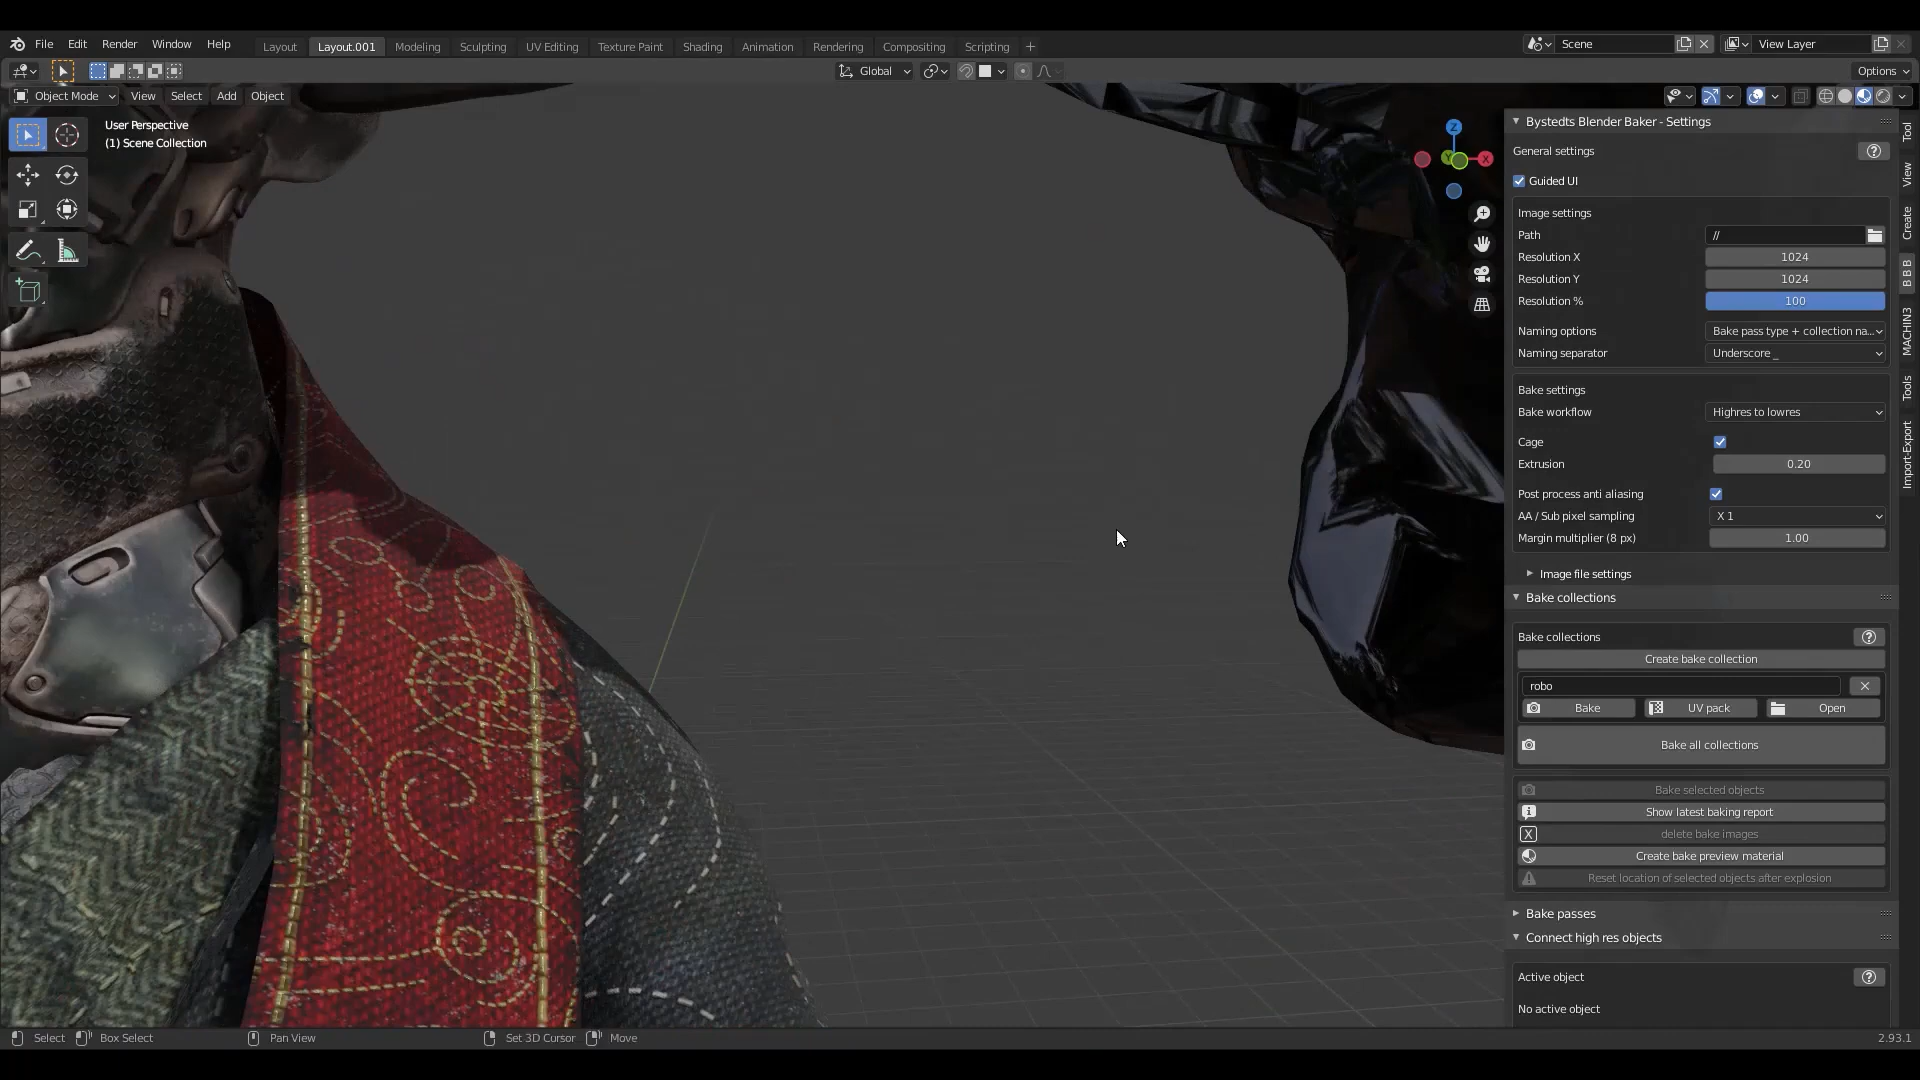 File Edit Render Window Help Layout Layout.001 Modeling Sculpting UV Editing Texture Paint Shading Animation Rendering Compositing Scripting + Scene View Layer
Global Options
Object Mode View Select Add Object
User Perspective
(1) Scene Collection
Z
X
Y
Bystedts Blender Baker - Settings
General settings ?
Guided UI
Image settings
Path //
Resolution X 1024
Resolution Y 1024
Resolution % 100
Naming options Bake pass type + collection na...
Naming separator Underscore _
Bake settings
Bake workflow Highres to lowres
Cage
Extrusion 0.20
Post process anti aliasing
AA / Sub pixel sampling X 1
Margin multiplier (8 px) 1.00
Image file settings
Bake collections
Bake collections ?
Create bake collection
robo
Bake UV pack Open
Bake all collections
Bake selected objects
Show latest baking report
X delete bake images
Create bake preview material
Reset location of selected objects after explosion
Bake passes
Connect high res objects
Active object ?
No active object
Tool
View
Create
B B B
MACHIN3
Tools
Import-Export
Select Box Select Pan View Set 3D Cursor Move 2.93.1